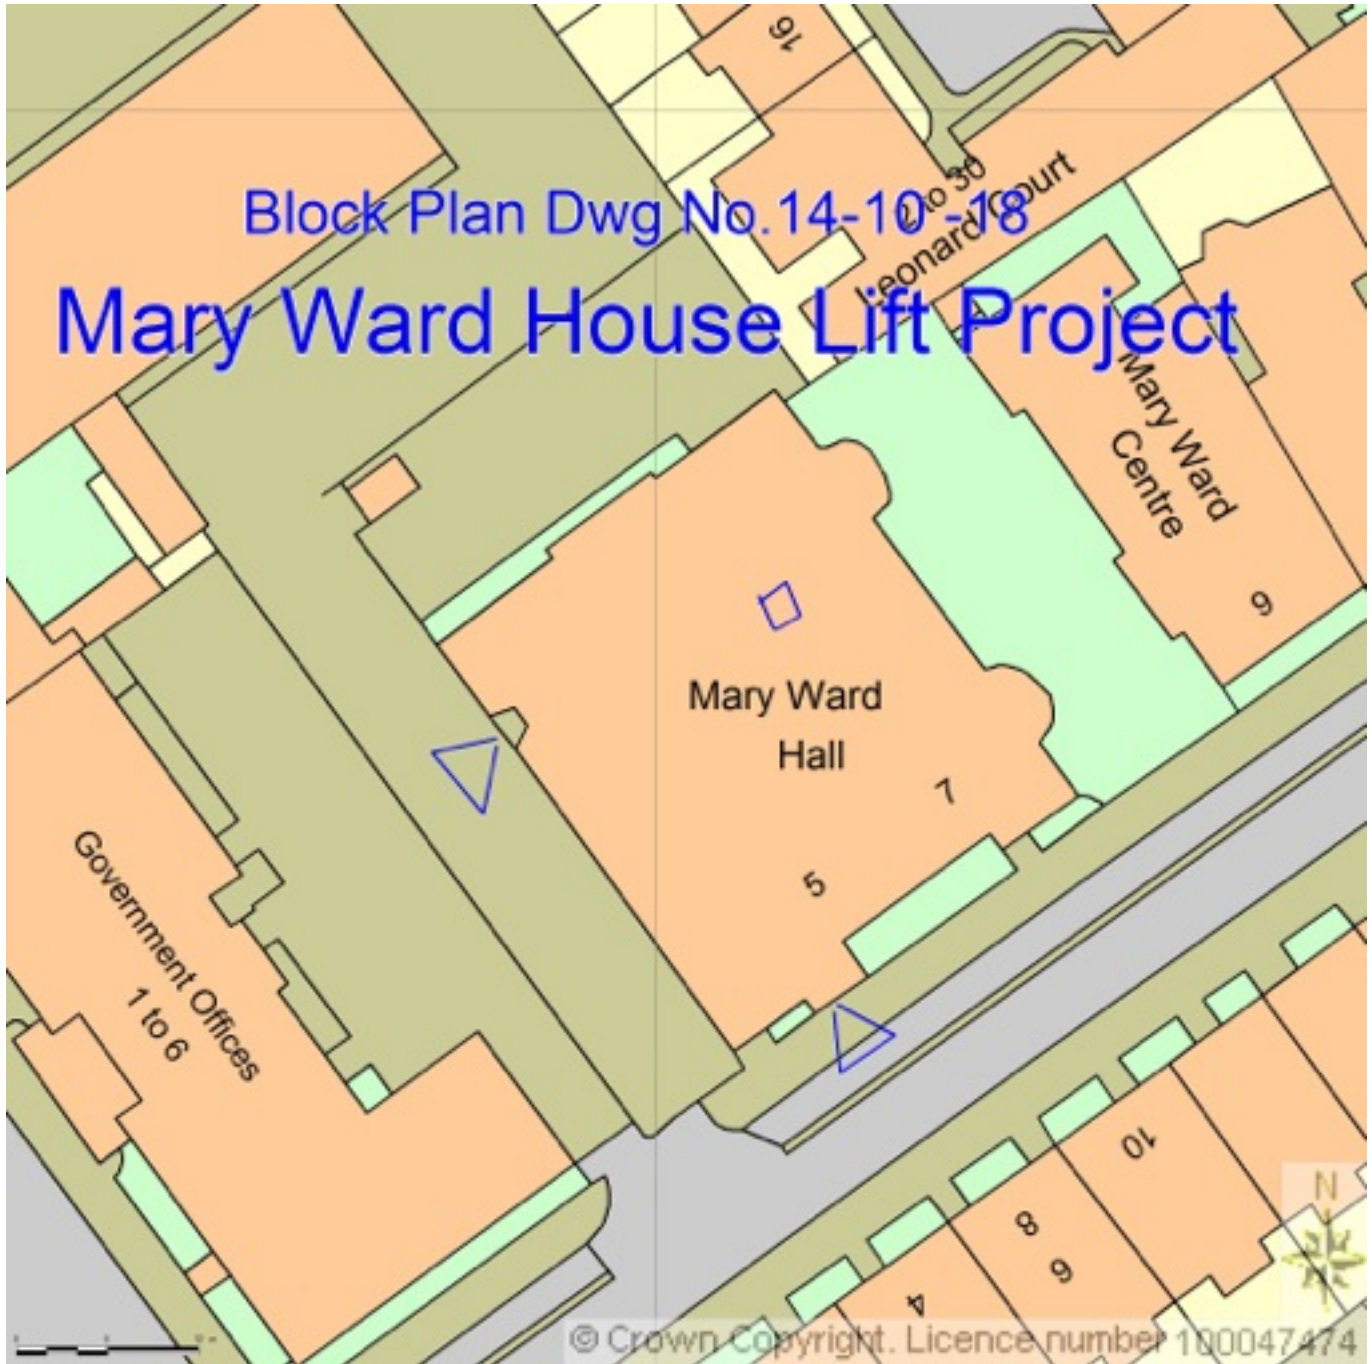 16
2 to 30
Leonard Court
Block Plan Dwg No.14-10 -18
Mary Ward House Lift Project
Mary Ward
Centre
9
Mary Ward
Hall
7
5
Government Offices
1 to 6
10
8
6
4
N
© Crown Copyright. Licence number 100047474